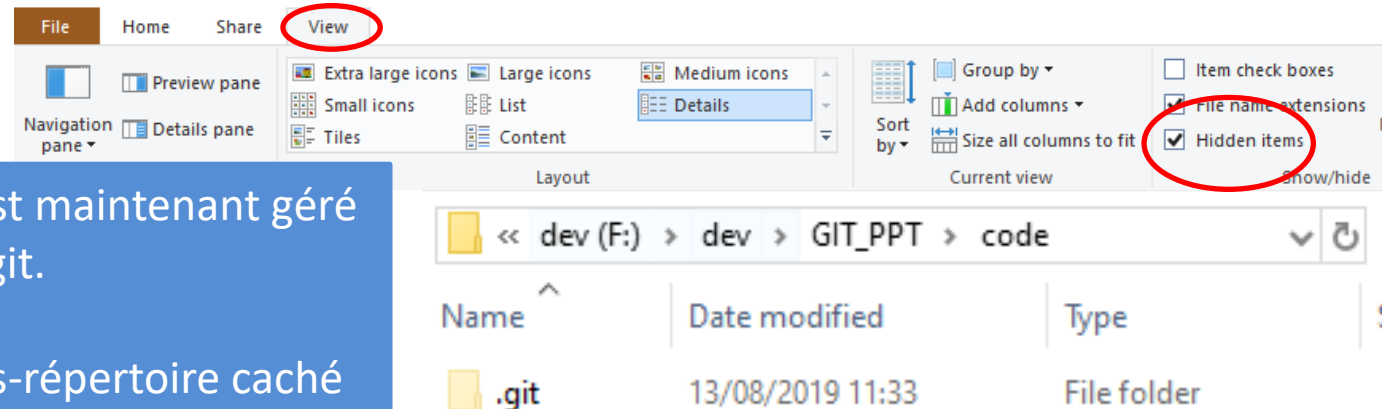 File Home Share View
Preview pane
Details pane
Navigation pane
Extra large icons Large icons Medium icons
Small icons List Details
Tiles Content
Layout
Sort by
Group by
Add columns
Size all columns to fit
Current view
Item check boxes
File name extensions
Hidden items
Show/hide
maintenant géré
git.
répertoire caché
« dev (F:) > dev > GIT_PPT > code
Name Date modified Type
.git 13/08/2019 11:33 File folder